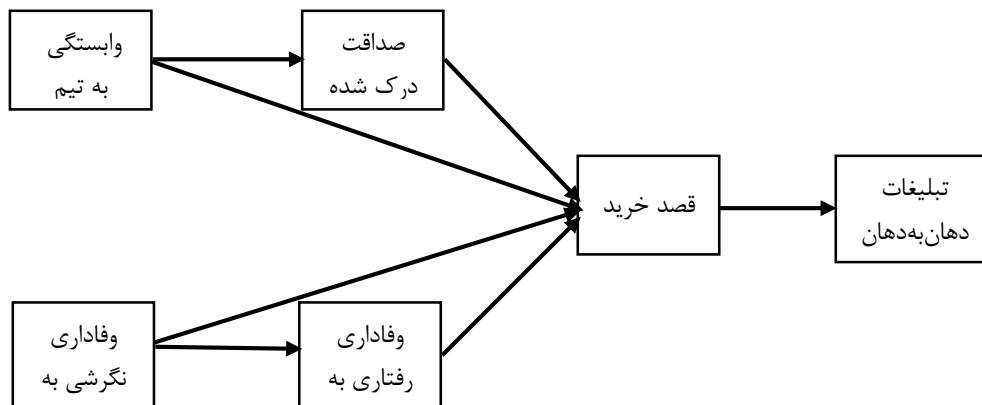 وابستگی
به تیم
صداقت
درک شده
قصد خرید
تبلیغات
دهان‌به‌دهان
وفاداری
نگرشی به
وفاداری
رفتاری به